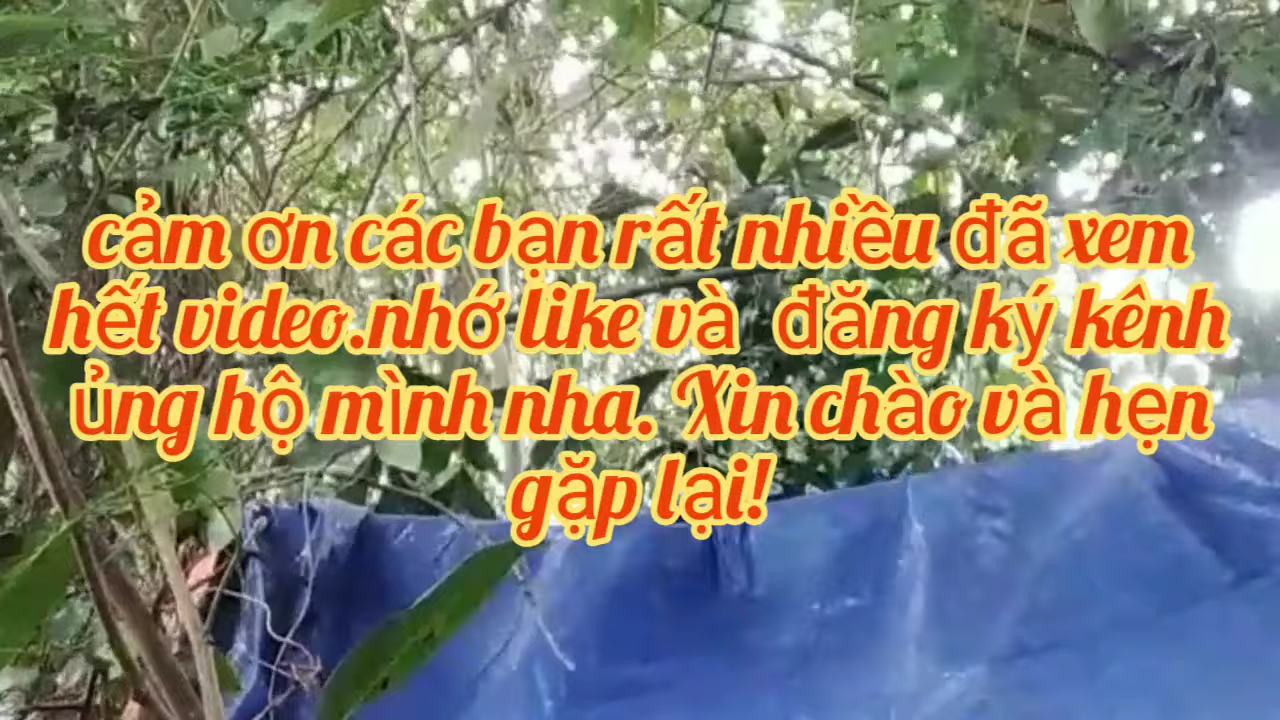 cảm ơn các bạn rất nhiều đã xem
hết video.nhớ like và đăng ký kênh
ủng hộ mình nha. Xin chào và hẹn
gặp lại!